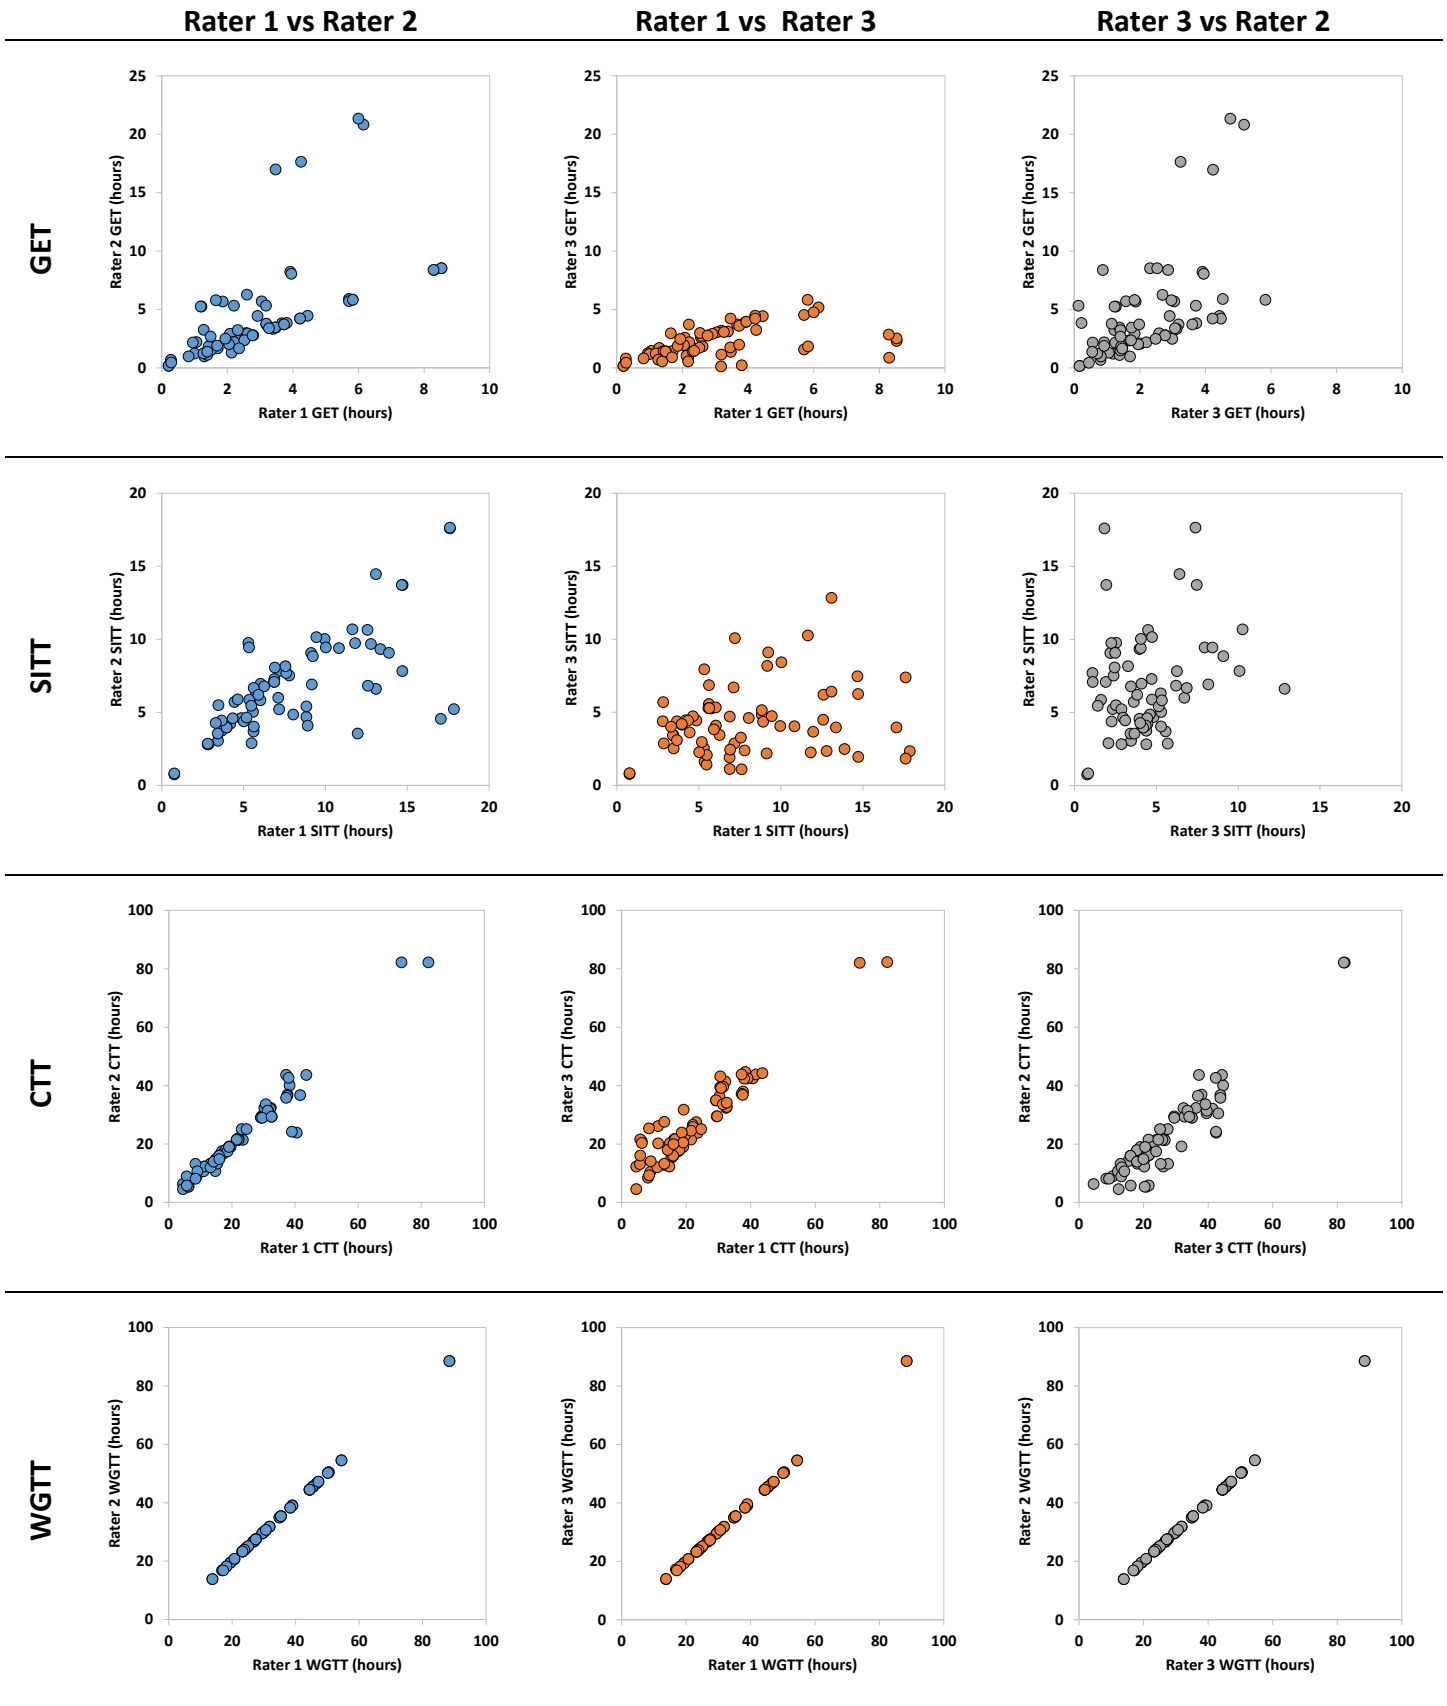 Rater 1 vs Rater 2
Rater 1 vs Rater 3
Rater 3 vs Rater 2
GET
25
20
15
10
5
0
Rater 2 GET (hours)
0 2 4 6 8 10
Rater 1 GET (hours)
25
20
15
10
5
0
Rater 3 GET (hours)
0 2 4 6 8 10
Rater 1 GET (hours)
25
20
15
10
5
0
Rater 2 GET (hours)
0 2 4 6 8 10
Rater 3 GET (hours)
SITT
20
15
10
5
0
Rater 2 SITT (hours)
0 5 10 15 20
Rater 1 SITT (hours)
20
15
10
5
0
Rater 3 SITT (hours)
0 5 10 15 20
Rater 1 SITT (hours)
20
15
10
5
0
Rater 2 SITT (hours)
0 5 10 15 20
Rater 3 SITT (hours)
CTT
100
80
60
40
20
0
Rater 2 CTT (hours)
0 20 40 60 80 100
Rater 1 CTT (hours)
100
80
60
40
20
0
Rater 3 CTT (hours)
0 20 40 60 80 100
Rater 1 CTT (hours)
100
80
60
40
20
0
Rater 2 CTT (hours)
0 20 40 60 80 100
Rater 3 CTT (hours)
WGTT
100
80
60
40
20
0
Rater 2 WGTT (hours)
0 20 40 60 80 100
Rater 1 WGTT (hours)
100
80
60
40
20
0
Rater 3 WGTT (hours)
0 20 40 60 80 100
Rater 1 WGTT (hours)
100
80
60
40
20
0
Rater 2 WGTT (hours)
0 20 40 60 80 100
Rater 3 WGTT (hours)